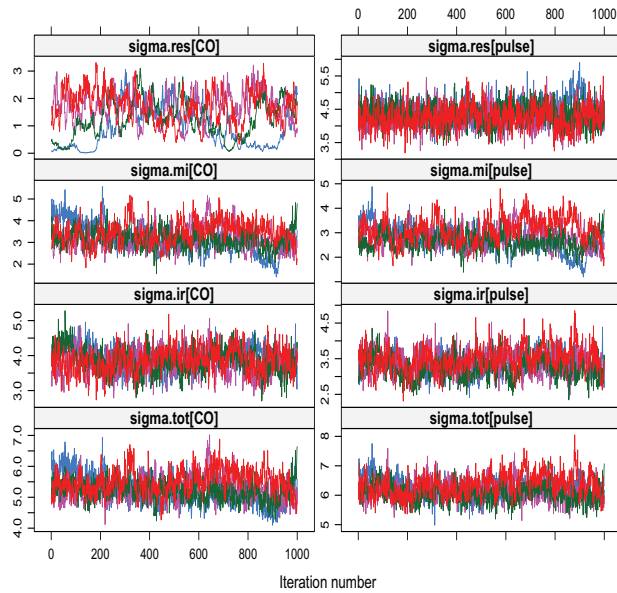 0 200 400 600 800 1000
sigma.res[CO] sigma.res[pulse]
0 1 2 3
3.5 4.5 5.5
sigma.mi[CO] sigma.mi[pulse]
2 3 4 5
1 2 3 4 5
sigma.ir[CO] sigma.ir[pulse]
3.0 4.0 5.0
2.5 3.5 4.5
sigma.tot[CO] sigma.tot[pulse]
4.0 5.0 6.0 7.0
5 6 7 8
0 200 400 600 800 1000
Iteration number